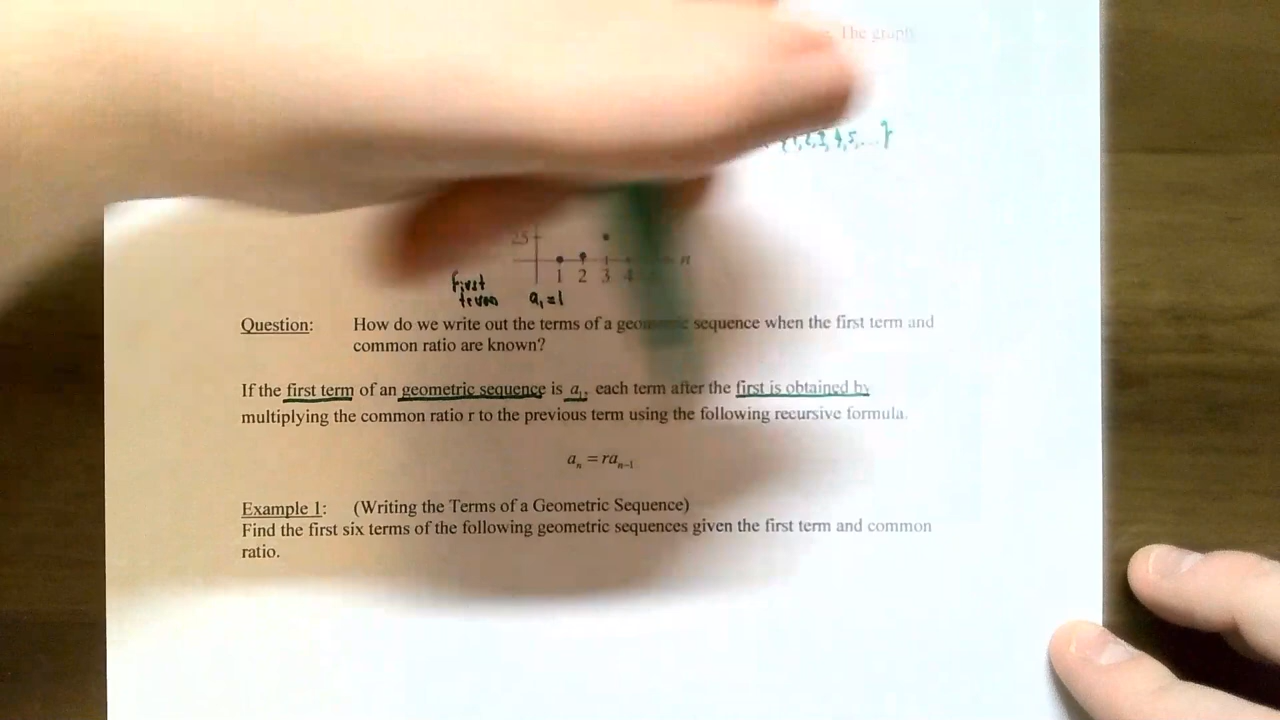 The graph
{1,2,3,4,5,...}
25
n
1 2 3 4
first
term a₁=1
Question: How do we write out the terms of a geometric sequence when the first term and
common ratio are known?
If the first term of an geometric sequence is a₁, each term after the first is obtained by
multiplying the common ratio r to the previous term using the following recursive formula.
aₙ = raₙ₋₁
Example 1: (Writing the Terms of a Geometric Sequence)
Find the first six terms of the following geometric sequences given the first term and common
ratio.